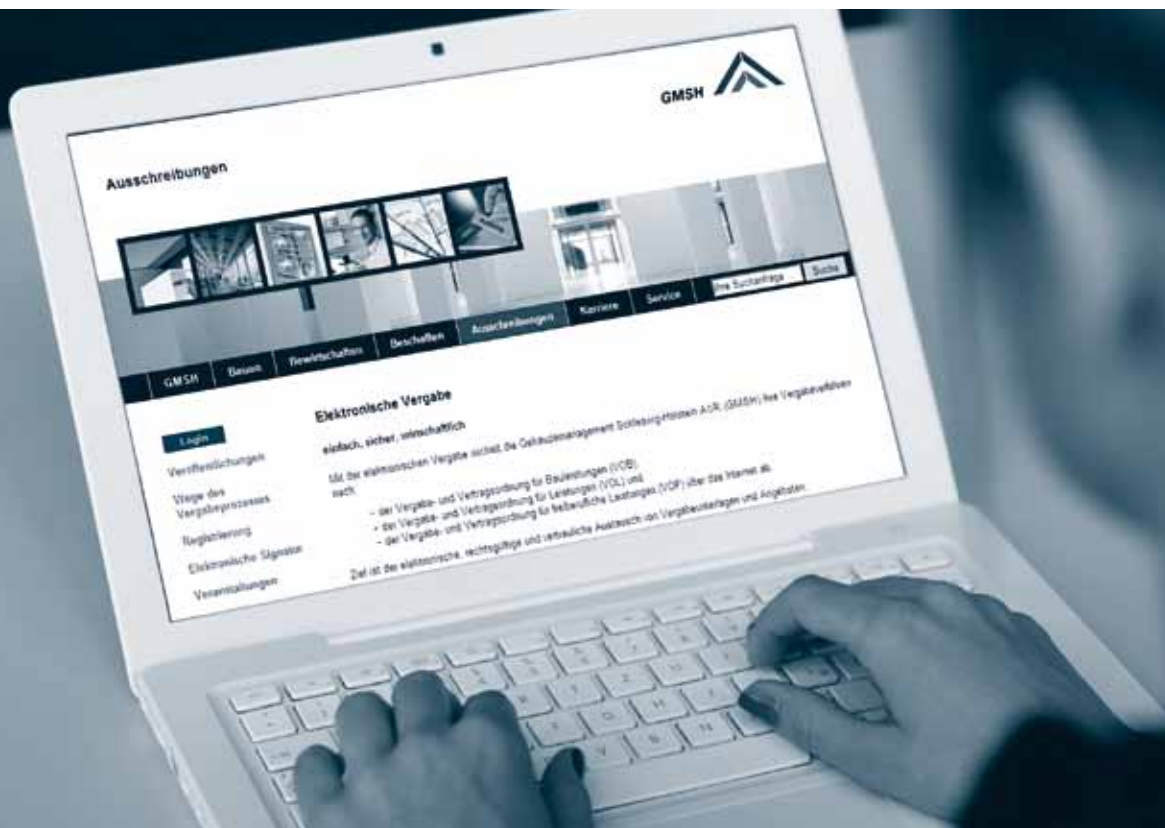 GMSH
Ausschreibungen
GMSH Bauen Bewirtschaften Beschaffen Ausschreibungen Karriere Service Ihre Suchanfrage Suche
Login
Veröffentlichungen
Wege des
Vergabeprozesses
Registrierung
Elektronische Signatur
Veranstaltungen
Elektronische Vergabe
einfach, sicher, wirtschaftlich
Mit der elektronischen Vergabe wickelt die Gebäudemanagement Schleswig-Holstein AöR (GMSH) ihre Vergabeverfahren
nach
– der Vergabe- und Vertragsordnung für Bauleistungen (VOB),
– der Vergabe- und Vertragsordnung für Leistungen (VOL) und
– der Vergabe- und Vertragsordnung für freiberufliche Leistungen (VOF) über das Internet ab.
Ziel ist der elektronische, rechtsgültige und vertrauliche Austausch von Vergabeunterlagen und Angeboten.